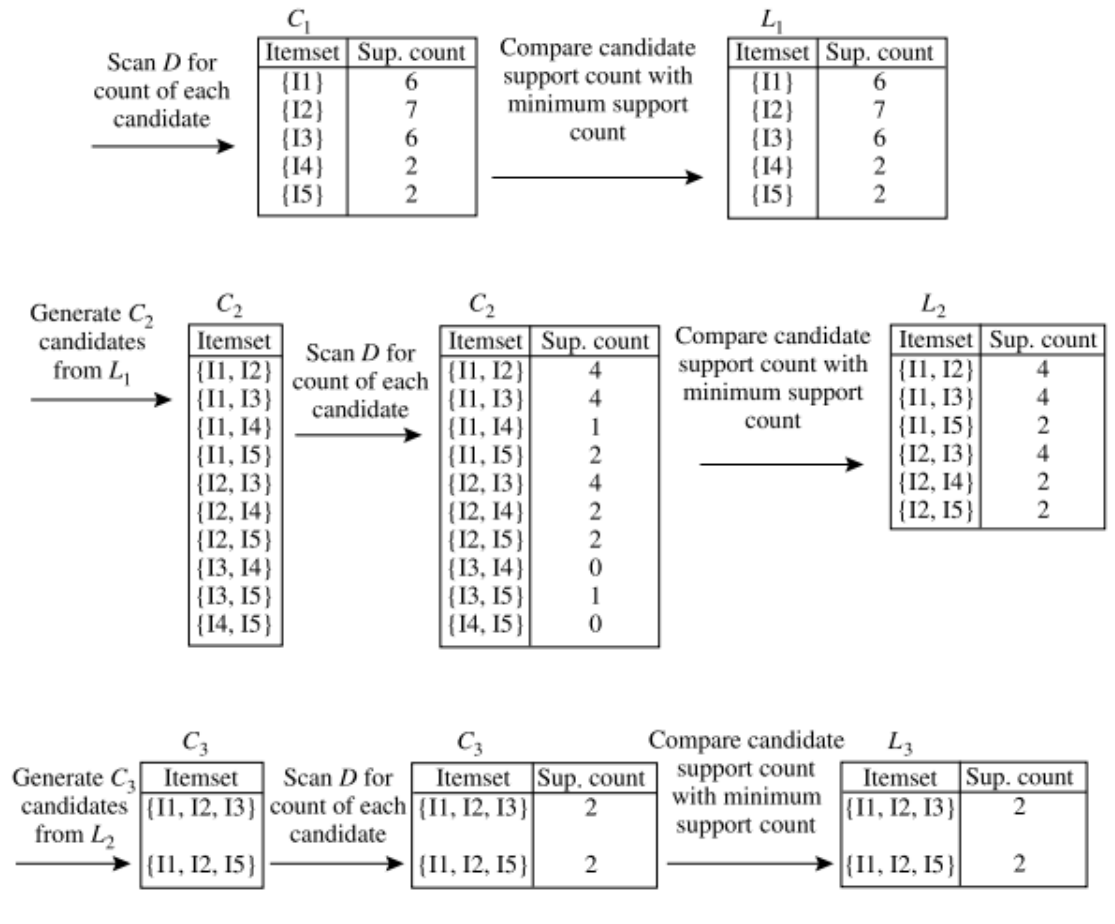 Scan D for
count of each
candidate
C1
Itemset Sup. count
{I1} 6
{I2} 7
{I3} 6
{I4} 2
{I5} 2
Compare candidate
support count with
minimum support
count
L1
Itemset Sup. count
{I1} 6
{I2} 7
{I3} 6
{I4} 2
{I5} 2
Generate C2
candidates
from L1
C2
Itemset
{I1, I2}
{I1, I3}
{I1, I4}
{I1, I5}
{I2, I3}
{I2, I4}
{I2, I5}
{I3, I4}
{I3, I5}
{I4, I5}
Scan D for
count of each
candidate
C2
Itemset Sup. count
{I1, I2} 4
{I1, I3} 4
{I1, I4} 1
{I1, I5} 2
{I2, I3} 4
{I2, I4} 2
{I2, I5} 2
{I3, I4} 0
{I3, I5} 1
{I4, I5} 0
Compare candidate
support count with
minimum support
count
L2
Itemset Sup. count
{I1, I2} 4
{I1, I3} 4
{I1, I5} 2
{I2, I3} 4
{I2, I4} 2
{I2, I5} 2
Generate C3
candidates
from L2
C3
Itemset
{I1, I2, I3}
{I1, I2, I5}
Scan D for
count of each
candidate
C3
Itemset Sup. count
{I1, I2, I3} 2
{I1, I2, I5} 2
Compare candidate
support count
with minimum
support count
L3
Itemset Sup. count
{I1, I2, I3} 2
{I1, I2, I5} 2